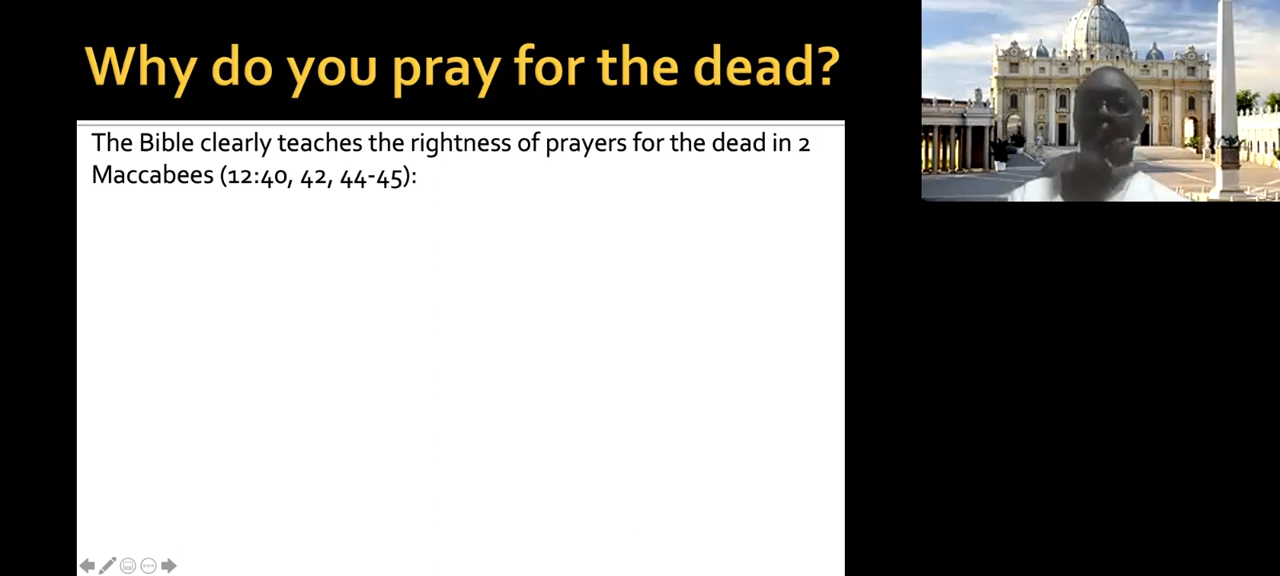 Why do you pray for the dead?
The Bible clearly teaches the rightness of prayers for the dead in 2
Maccabees (12:40, 42, 44-45):